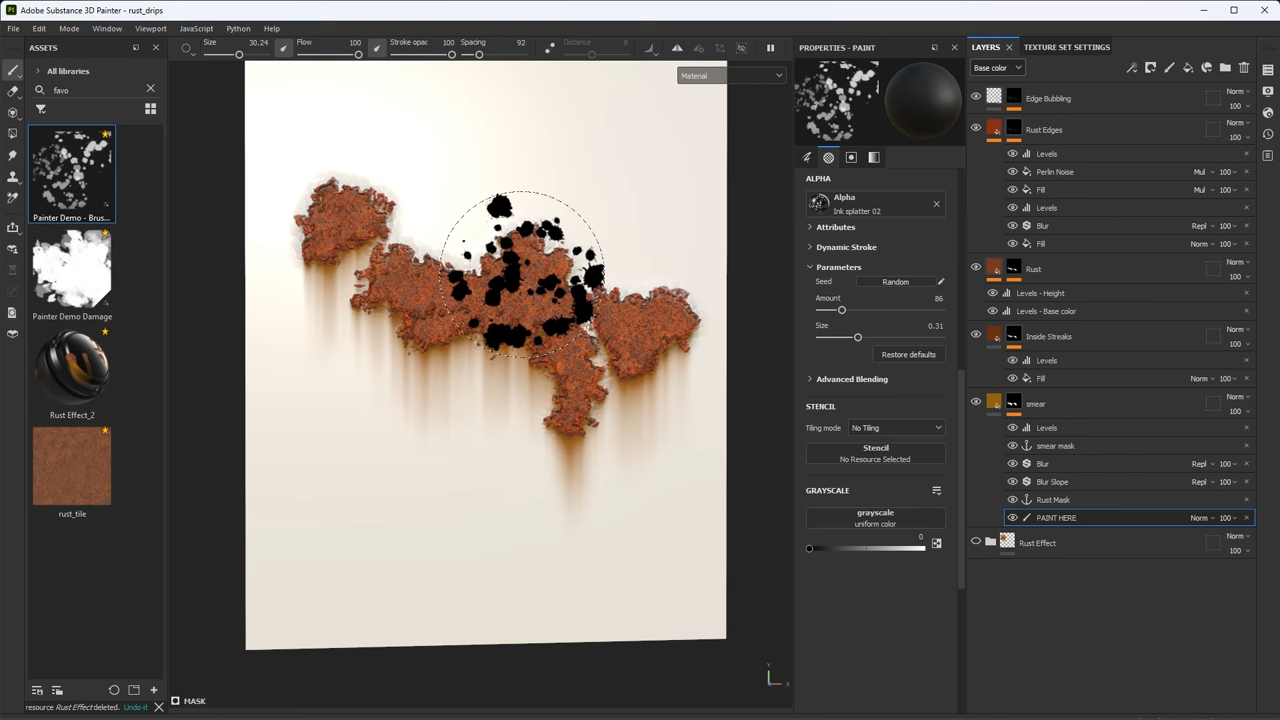 Adobe Substance 3D Painter - rust_drips
File Edit Mode Window Viewport JavaScript Python Help
ASSETS
All libraries
favo
Painter Demo - Brus...
Painter Demo Damage
Rust Effect_2
rust_tile
resource Rust Effect deleted. Undo-it
Size 30.24 Flow 100 Stroke opac 100 Spacing 92 Distance 8
Material
MASK
Y
X
PROPERTIES - PAINT
ALPHA
Alpha
Ink splatter 02
Attributes
Dynamic Stroke
Parameters
Seed Random
Amount 86
Size 0.31
Restore defaults
Advanced Blending
STENCIL
Tiling mode No Tiling
Stencil
No Resource Selected
GRAYSCALE
grayscale
uniform color
0
LAYERS TEXTURE SET SETTINGS
Base color
Edge Bubbling Norm 100
Rust Edges Norm 100
Levels
Perlin Noise Mul 100
Fill Mul 100
Levels
Blur Repl 100
Fill Norm 100
Rust Norm 100
Levels - Height
Levels - Base color
Inside Streaks Norm 100
Levels
Fill Norm 100
smear Norm 100
Levels
smear mask
Blur Repl 100
Blur Slope Repl 100
Rust Mask
PAINT HERE Norm 100
Rust Effect Norm 100